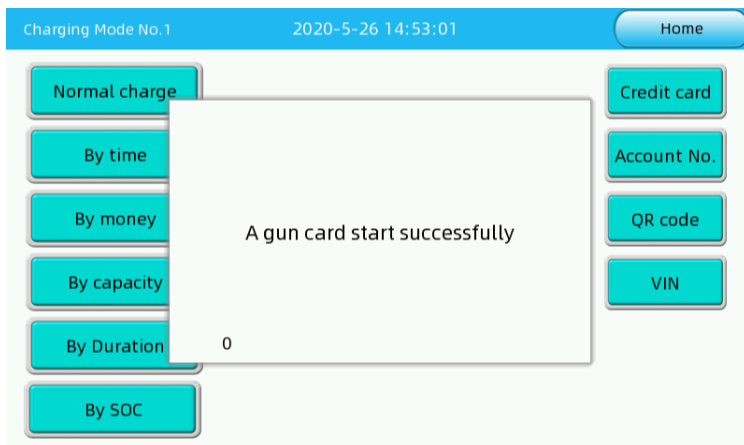 Charging Mode No.1
2020-5-26 14:53:01
Home
Normal charge
By time
By money
By capacity
By Duration
By SOC
A gun card start successfully
0
Credit card
Account No.
QR code
VIN